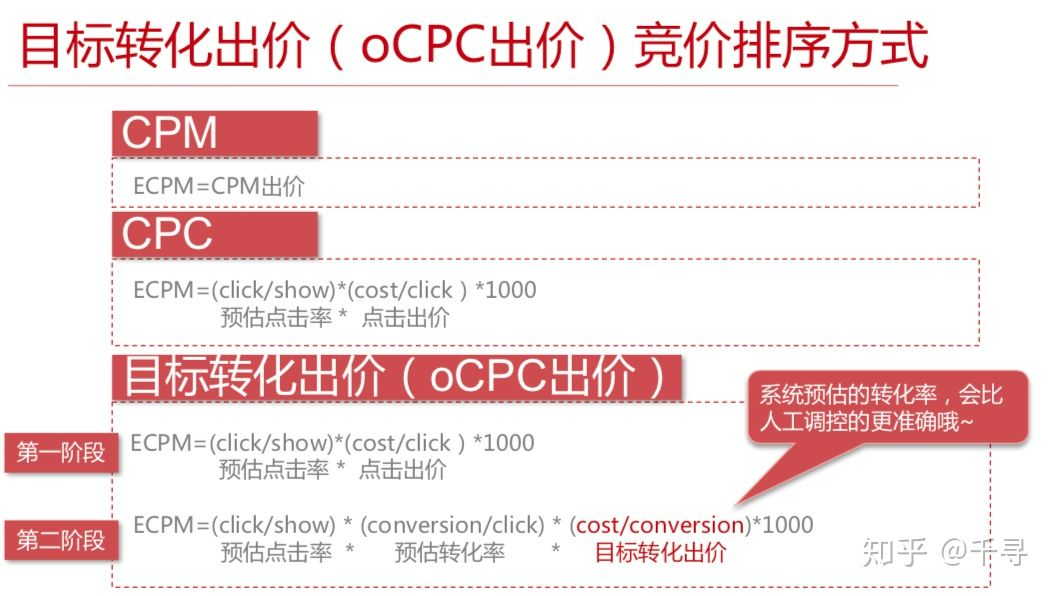 目标转化出价（oCPC出价）竞价排序方式
CPM
ECPM=CPM出价
CPC
ECPM=(click/show)*(cost/click ) *1000
预估点击率 * 点击出价
目标转化出价（oCPC出价）
系统预估的转化率，会比
人工调控的更准确哦~
第一阶段
ECPM=(click/show)*(cost/click ) *1000
预估点击率 * 点击出价
第二阶段
ECPM=(click/show) * (conversion/click) * (cost/conversion)*1000
预估点击率 * 预估转化率 * 目标转化出价
知乎 @千寻